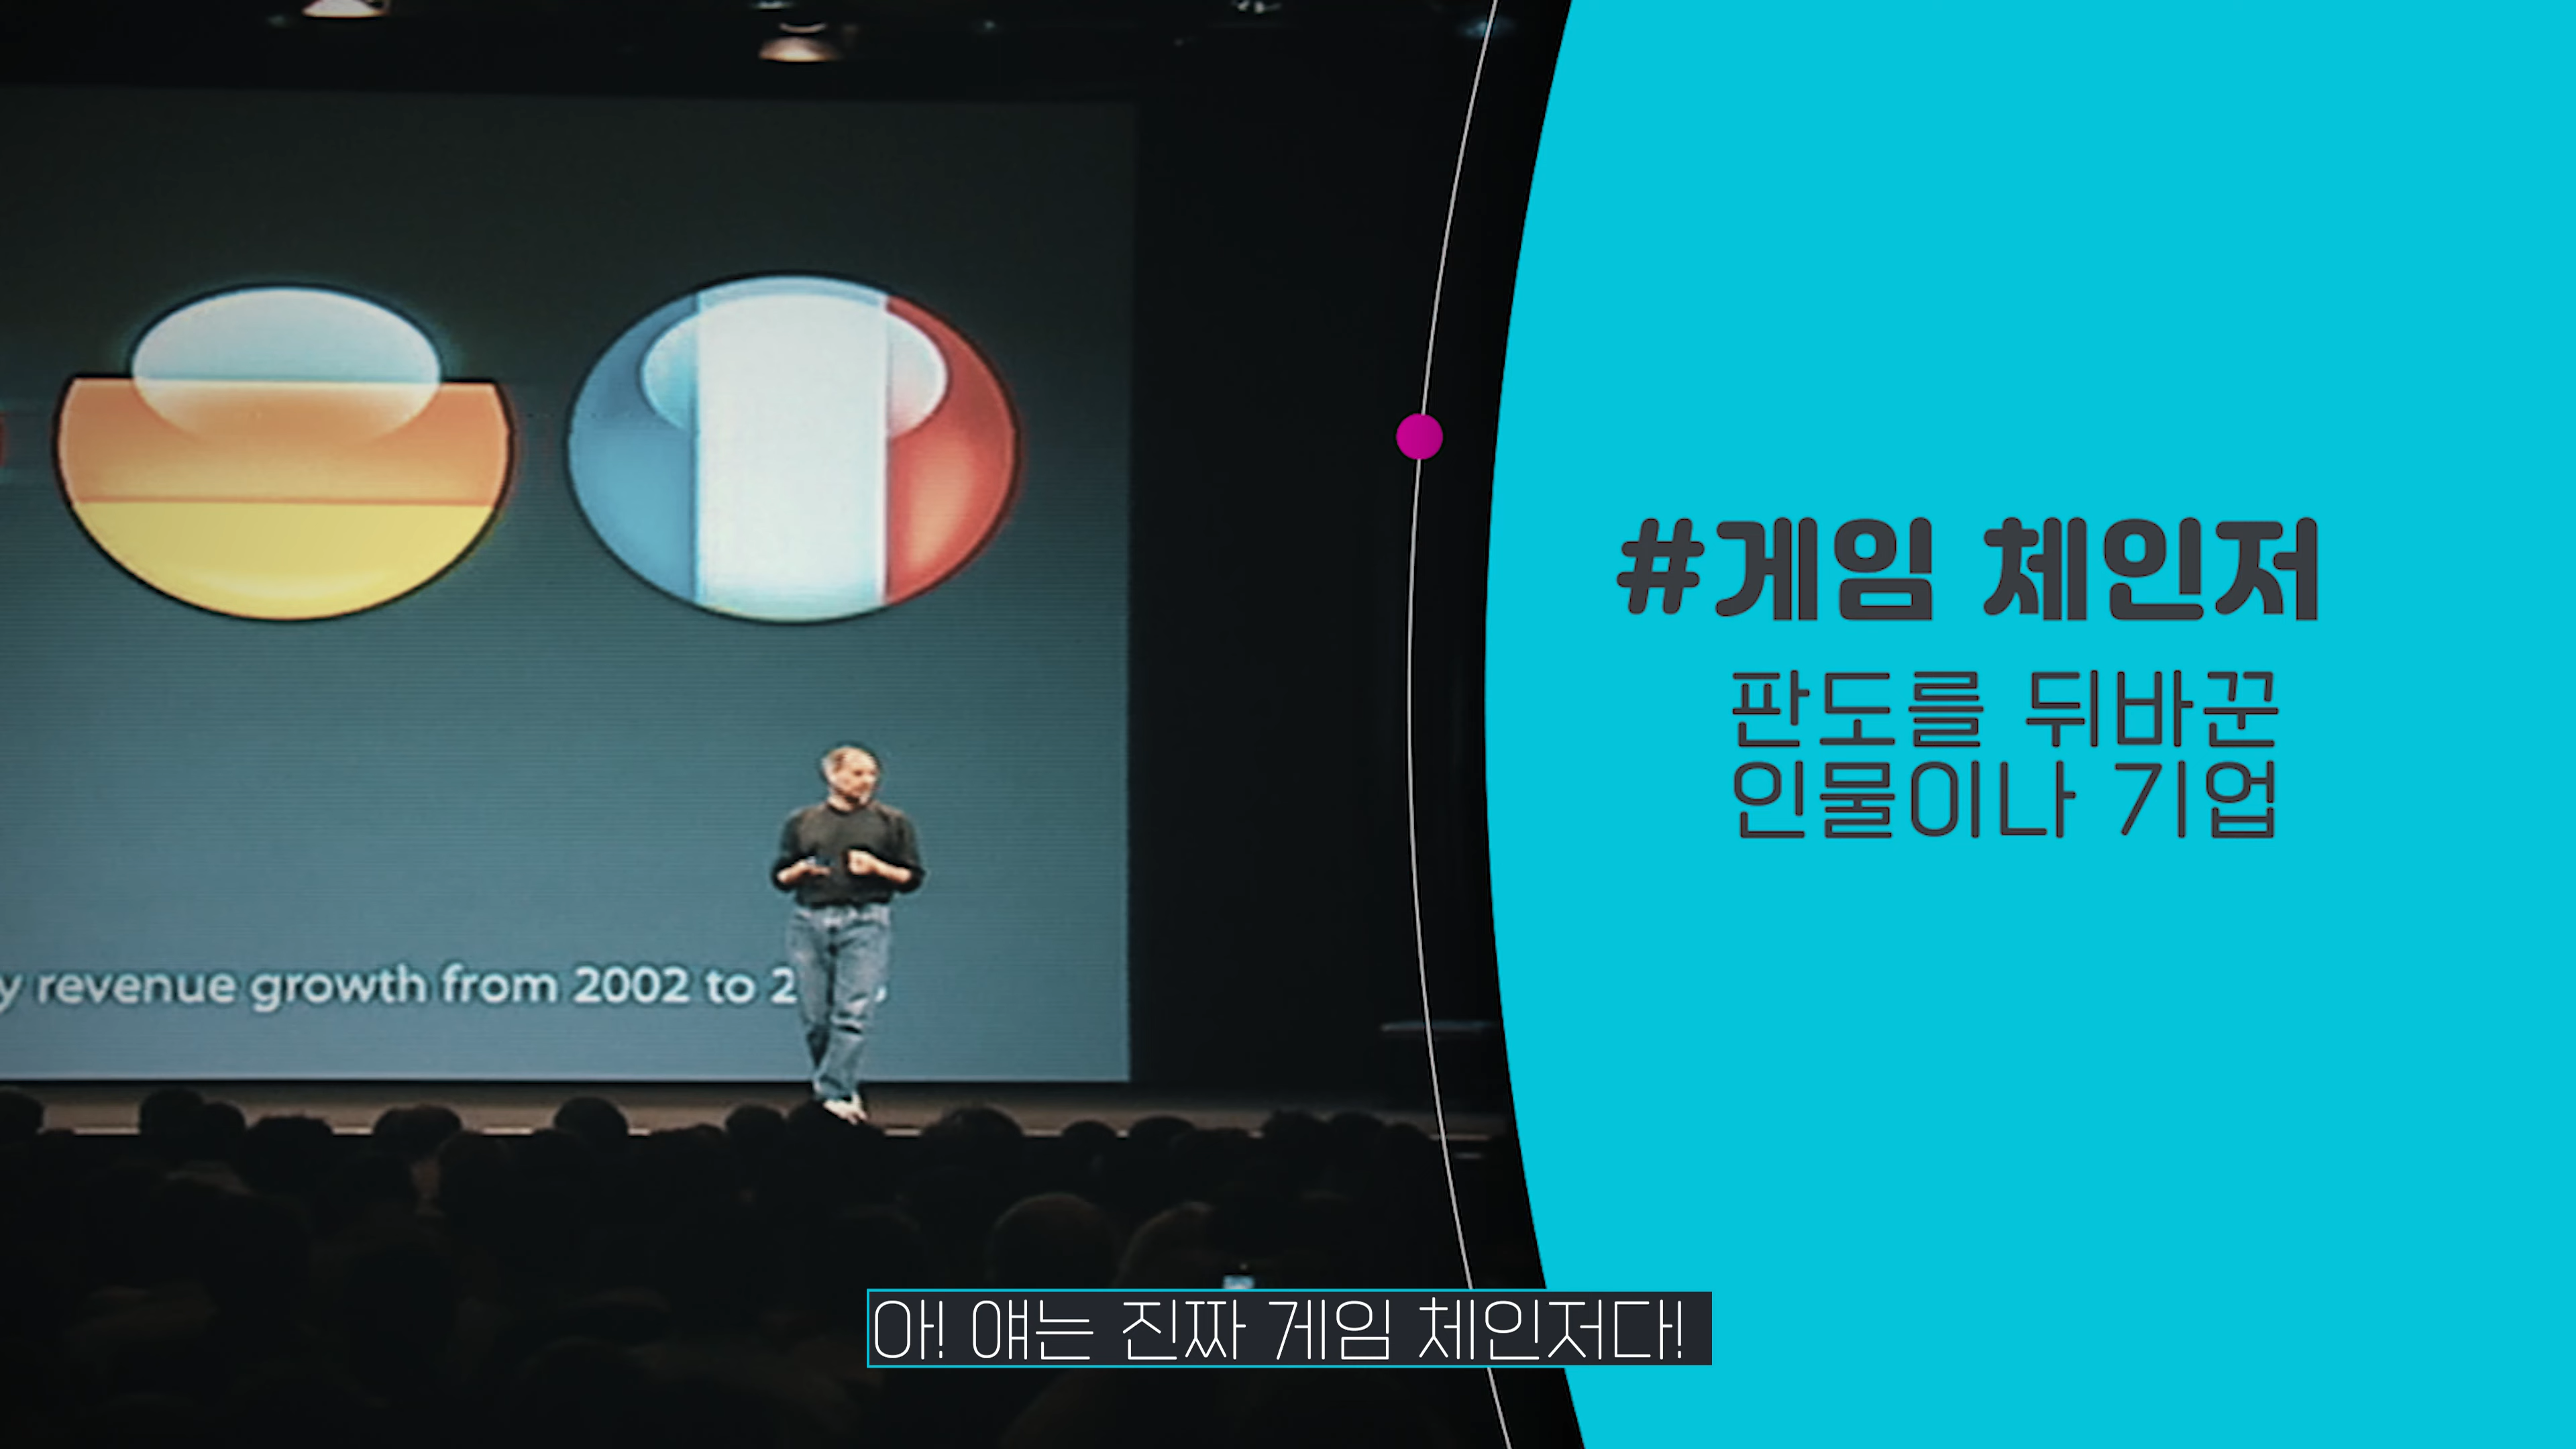 #게임 체인저
판도를 뒤바꾼
인물이나 기업
revenue growth from 2002 to
아! 얘는 진짜 게임 체인저다!